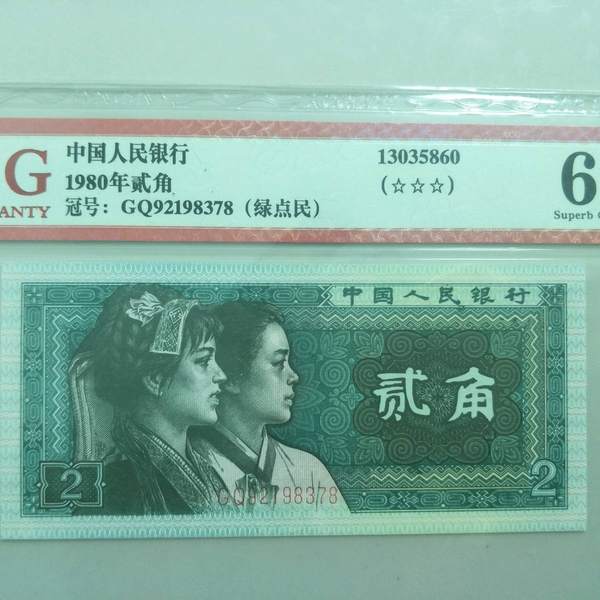 G
ANTY
中国人民银行
1980年贰角
冠号：GQ92198378（绿点民）
13035860
(☆☆☆)
6
Superb G
中国人民银行
贰角
2
2
GQ92198378